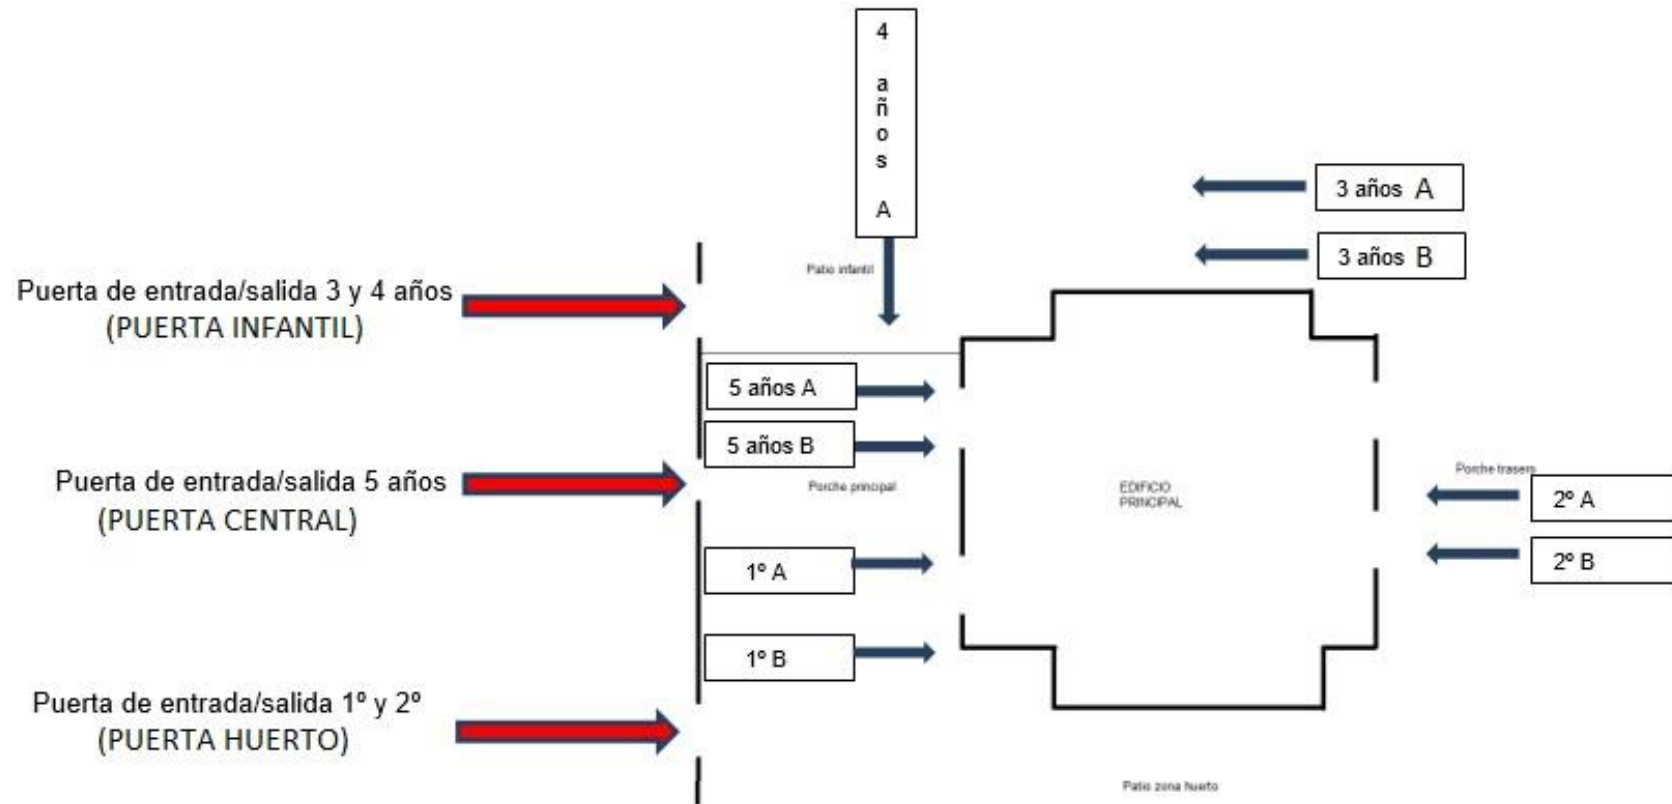 4 años A
3 años A
3 años B
Patio infantil
Puerta de entrada/salida 3 y 4 años
(PUERTA INFANTIL)
5 años A
5 años B
Puerta de entrada/salida 5 años
(PUERTA CENTRAL)
Porche principal
EDIFICIO
PRINCIPAL
Porche trasero
2º A
2º B
1º A
1º B
Puerta de entrada/salida 1º y 2º
(PUERTA HUERTO)
Patio zona huerto